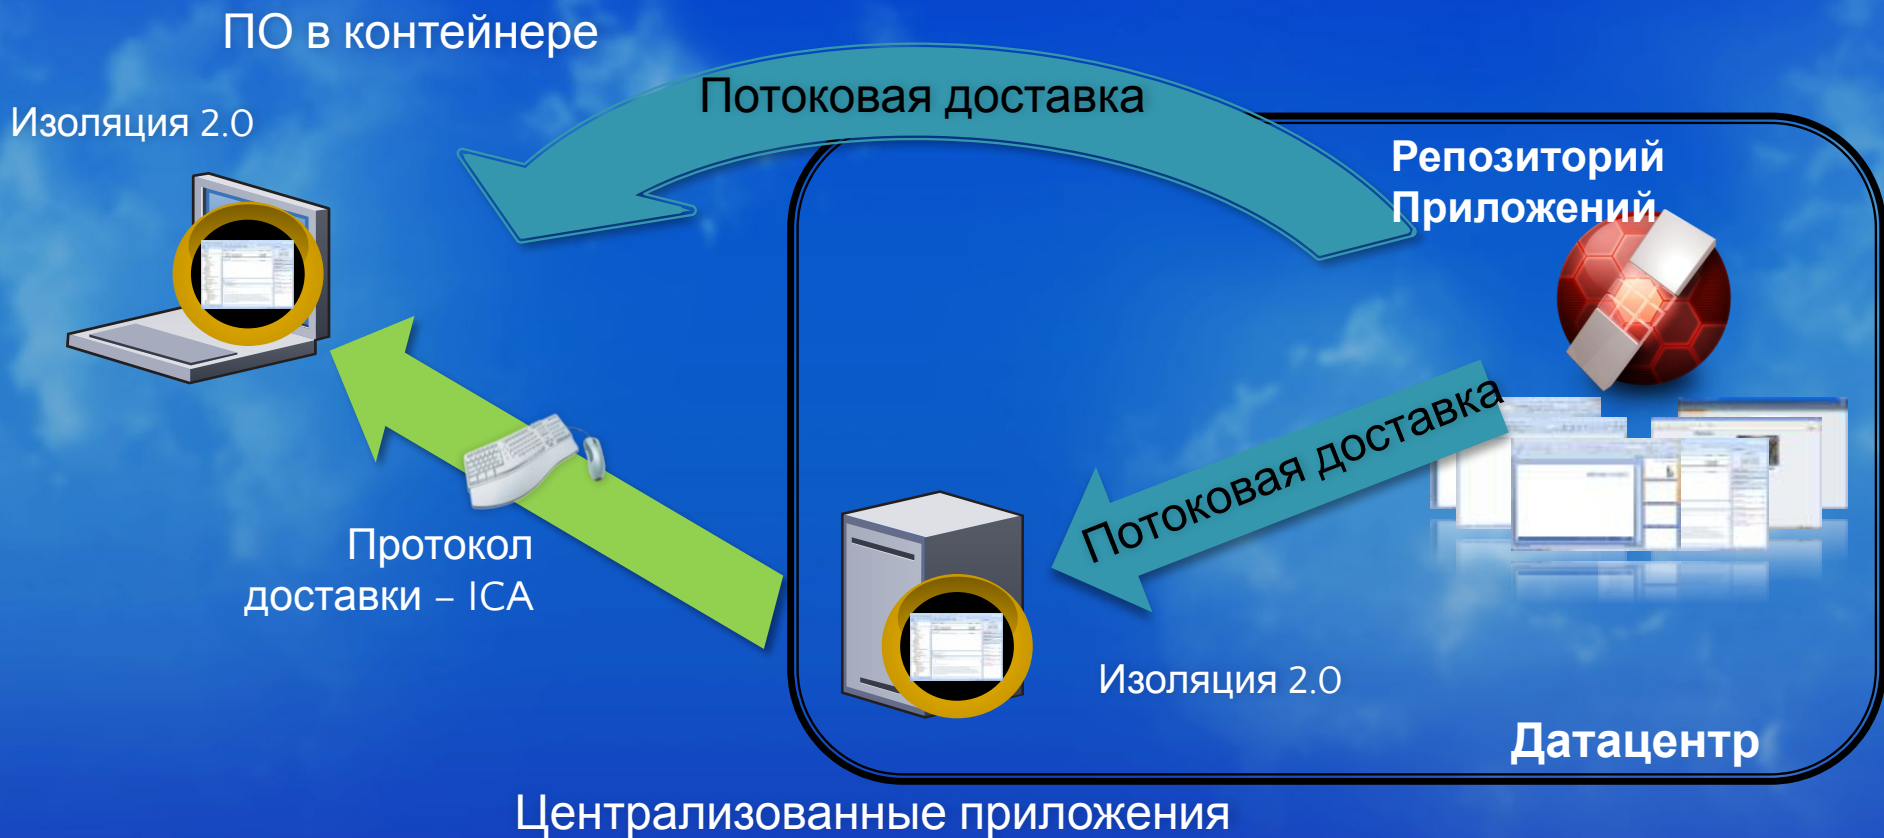 ПО в контейнере
Потоковая доставка
Изоляция 2.0
Репозиторий
Приложений
Потоковая доставка
Протокол
доставки – ICA
Изоляция 2.0
Датацентр
Централизованные приложения